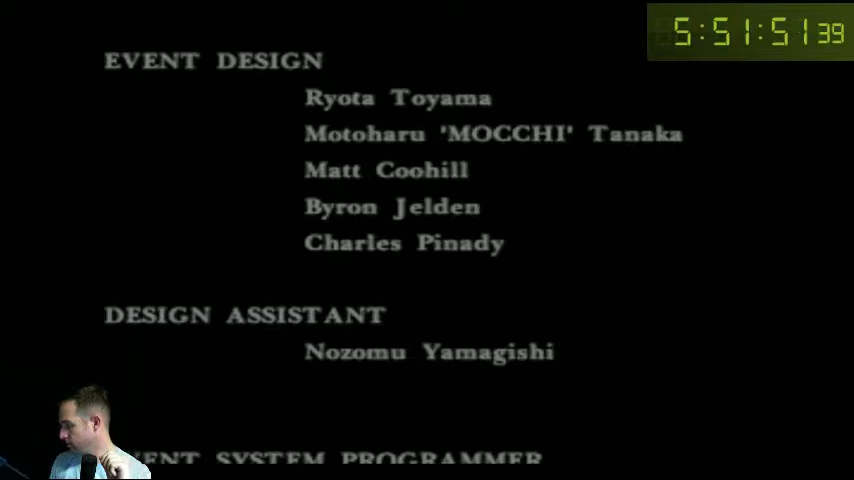 5:51:51 39
EVENT DESIGN
Ryota Toyama
Motoharu 'MOCCHI' Tanaka
Matt Coohill
Byron Jelden
Charles Pinady
DESIGN ASSISTANT
Nozomu Yamagishi
EVENT SYSTEM PROGRAMMER